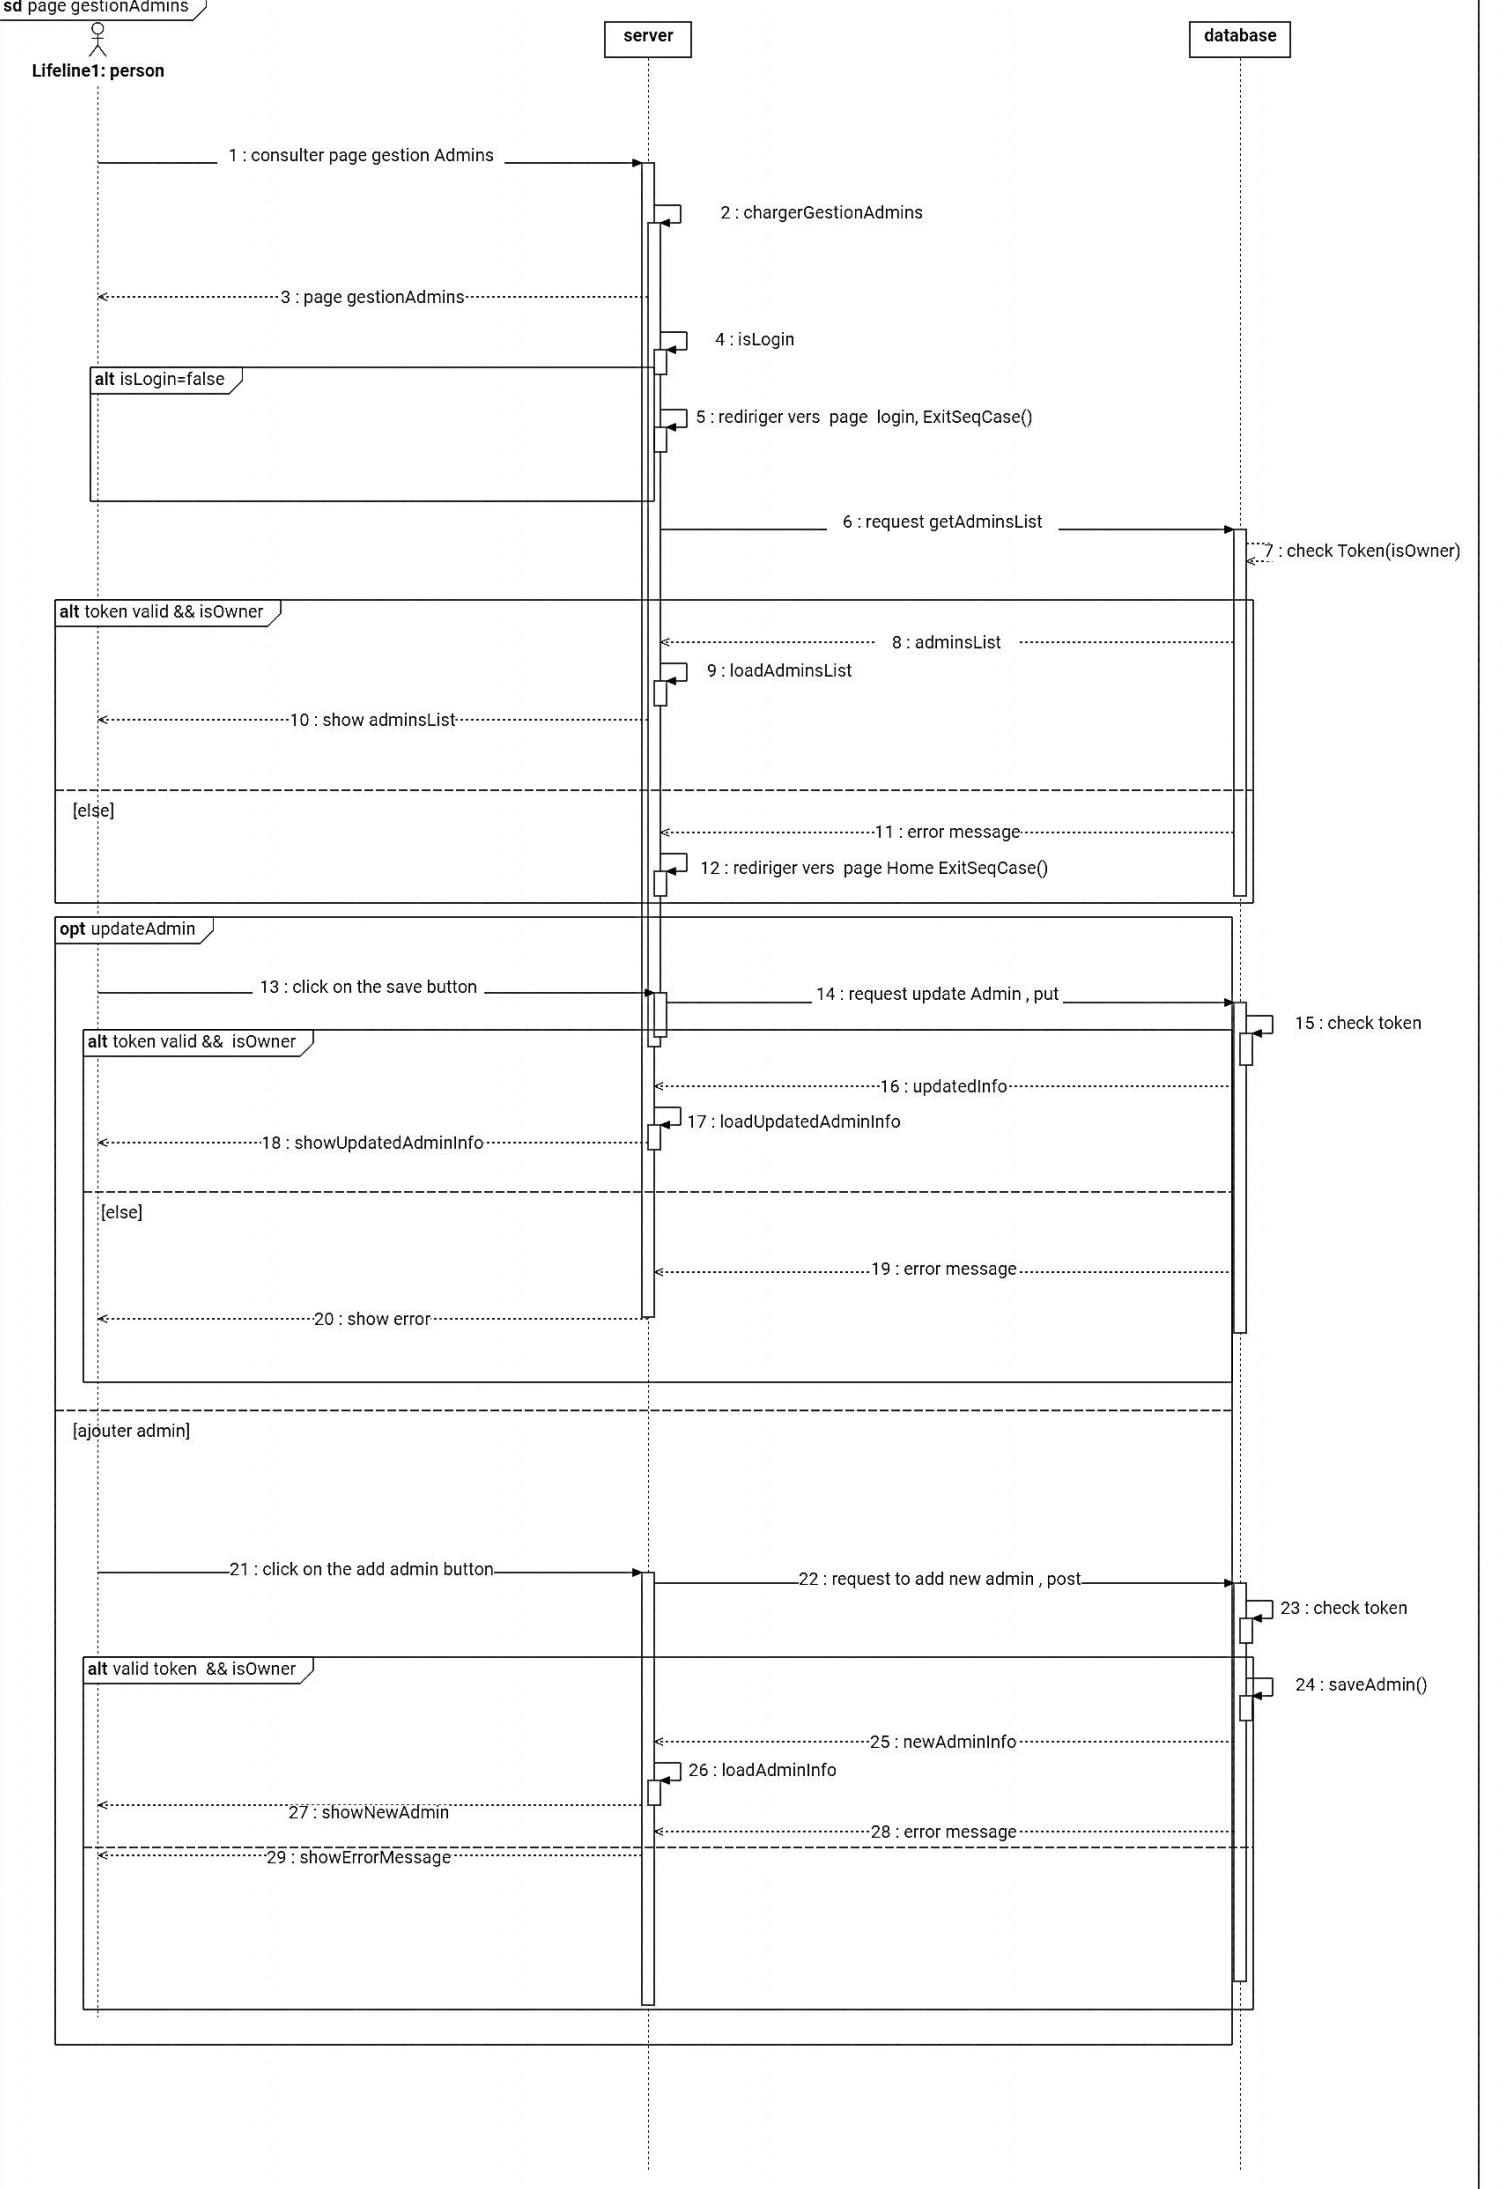 sd page gestionAdmins
server
database
Lifeline1: person
1 : consulter page gestion Admins
2 : chargerGestionAdmins
3 : page gestionAdmins
4 : isLogin
alt isLogin=false
5 : rediriger vers  page  login, ExitSeqCase()
6 : request getAdminsList
7 : check Token(isOwner)
alt token valid && isOwner
8 : adminsList
9 : loadAdminsList
10 : show adminsList
[else]
11 : error message
12 : rediriger vers  page Home ExitSeqCase()
opt updateAdmin
13 : click on the save button
14 : request update Admin , put
15 : check token
alt token valid &&  isOwner
16 : updatedInfo
17 : loadUpdatedAdminInfo
18 : showUpdatedAdminInfo
[else]
19 : error message
20 : show error
[ajouter admin]
21 : click on the add admin button
22 : request to add new admin , post
23 : check token
alt valid token  && isOwner
24 : saveAdmin()
25 : newAdminInfo
26 : loadAdminInfo
27 : showNewAdmin
28 : error message
29 : showErrorMessage